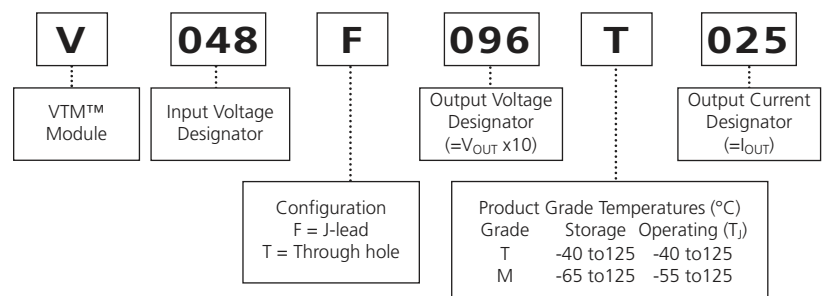 V 048 F 096 T 025
VTM™
Module
Input Voltage
Designator
Output Voltage
Designator
(=VOUT x10)
Output Current
Designator
(=IOUT)
Configuration
F = J-lead
T = Through hole
Product Grade Temperatures (°C)
Grade Storage Operating (TJ)
T -40 to125 -40 to125
M -65 to125 -55 to125